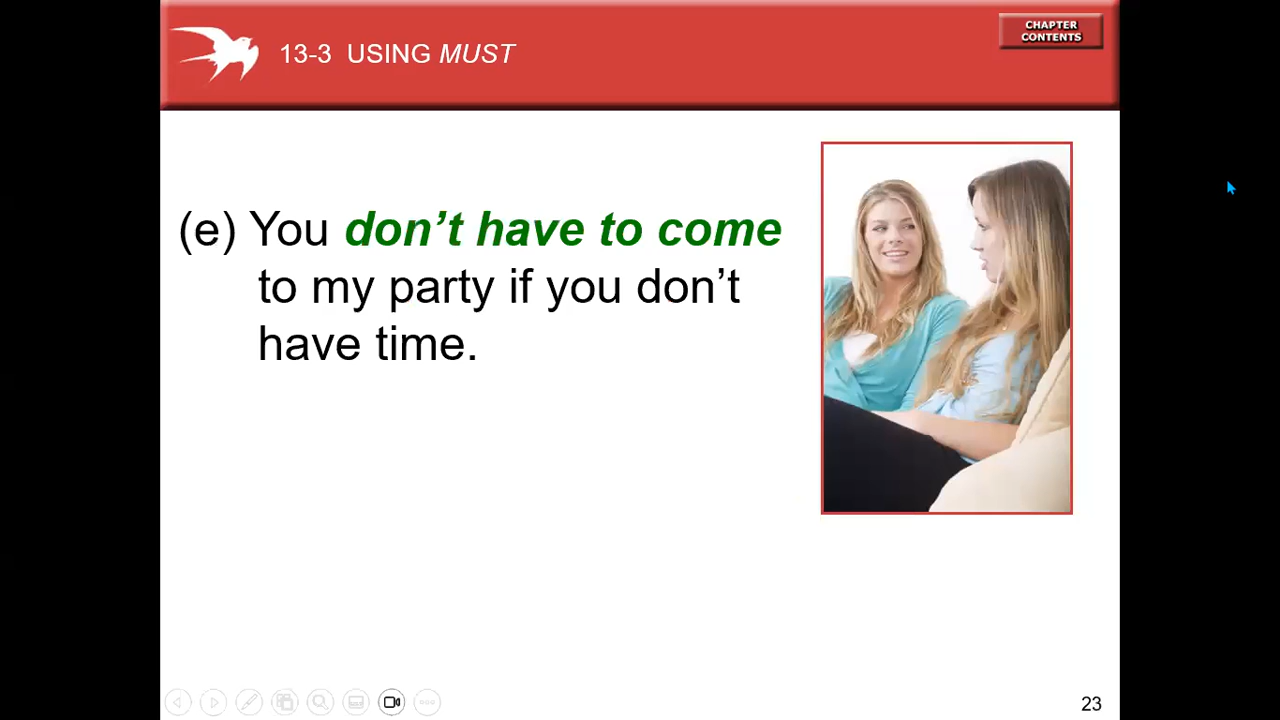 13-3 USING MUST
CHAPTER
CONTENTS
(e) You don’t have to come
to my party if you don’t
have time.
23